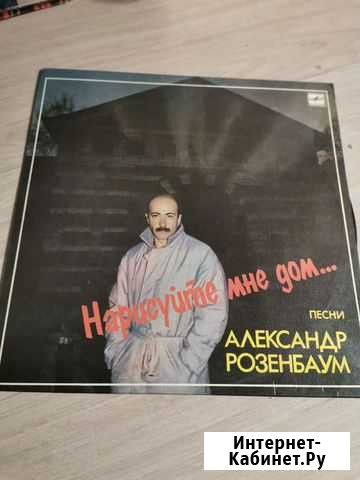 Нарисуйте мне дом...
ПЕСНИ
АЛЕКСАНДР
РОЗЕНБАУМ
Интернет-
Кабинет.Ру